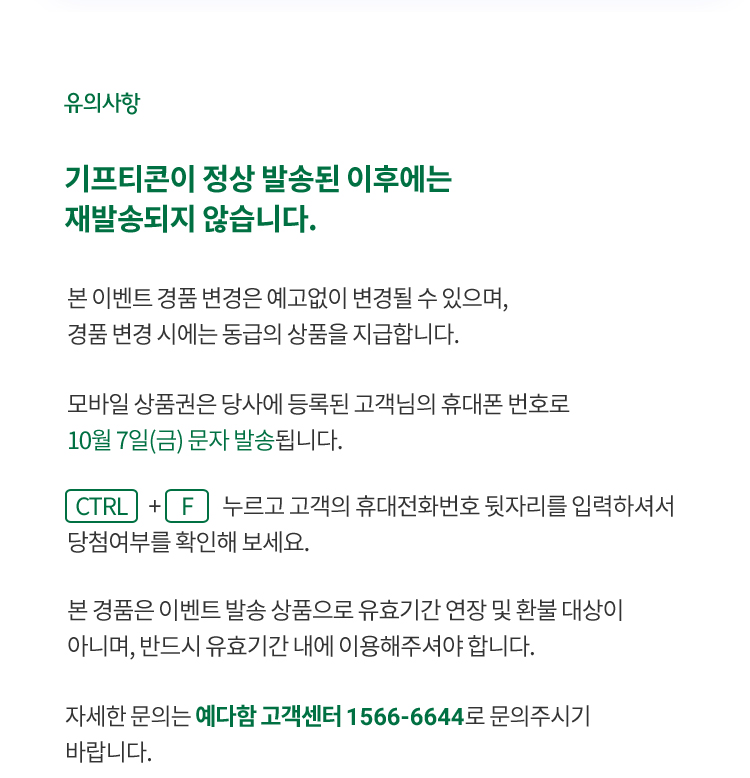 유의사항
기프티콘이 정상 발송된 이후에는
재발송되지 않습니다.
본 이벤트 경품 변경은 예고없이 변경될 수 있으며,
경품 변경 시에는 동급의 상품을 지급합니다.
모바일 상품권은 당사에 등록된 고객님의 휴대폰 번호로
10월 7일(금) 문자 발송됩니다.
CTRL + F 누르고 고객의 휴대전화번호 뒷자리를 입력하셔서
당첨여부를 확인해 보세요.
본 경품은 이벤트 발송 상품으로 유효기간 연장 및 환불 대상이
아니며, 반드시 유효기간 내에 이용해주셔야 합니다.
자세한 문의는 예다함 고객센터 1566-6644로 문의주시기
바랍니다.